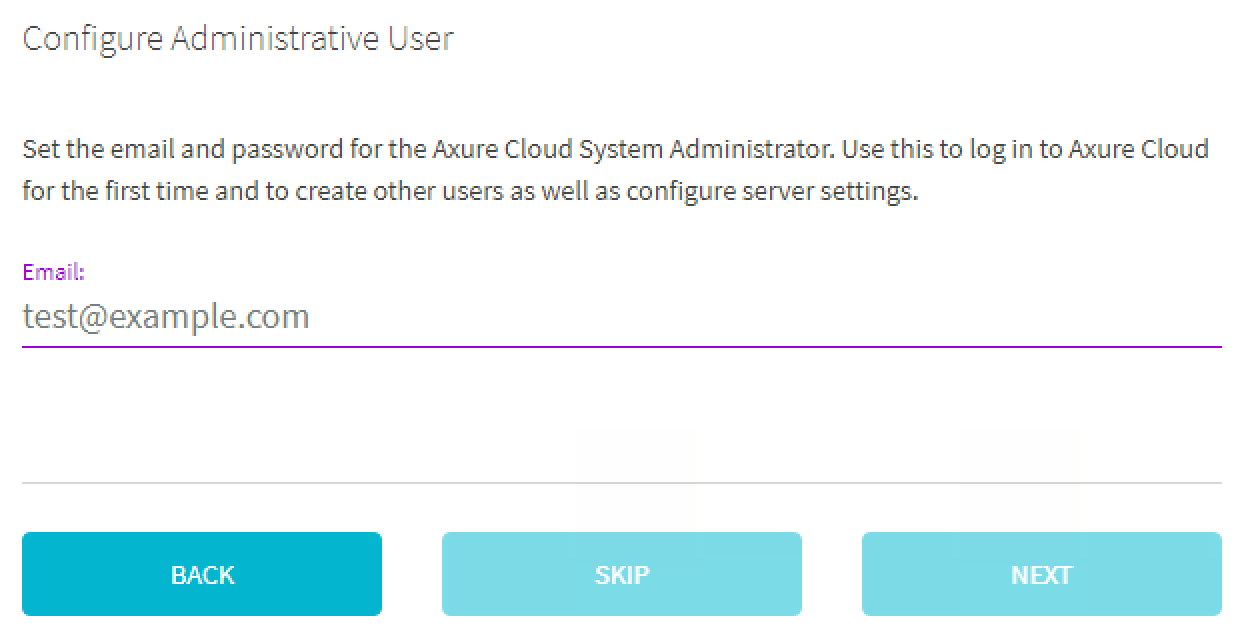 Configure Administrative User
Set the email and password for the Axure Cloud System Administrator. Use this to log in to Axure Cloud
for the first time and to create other users as well as configure server settings.
Email:
test@example.com
BACK
SKIP
NEXT